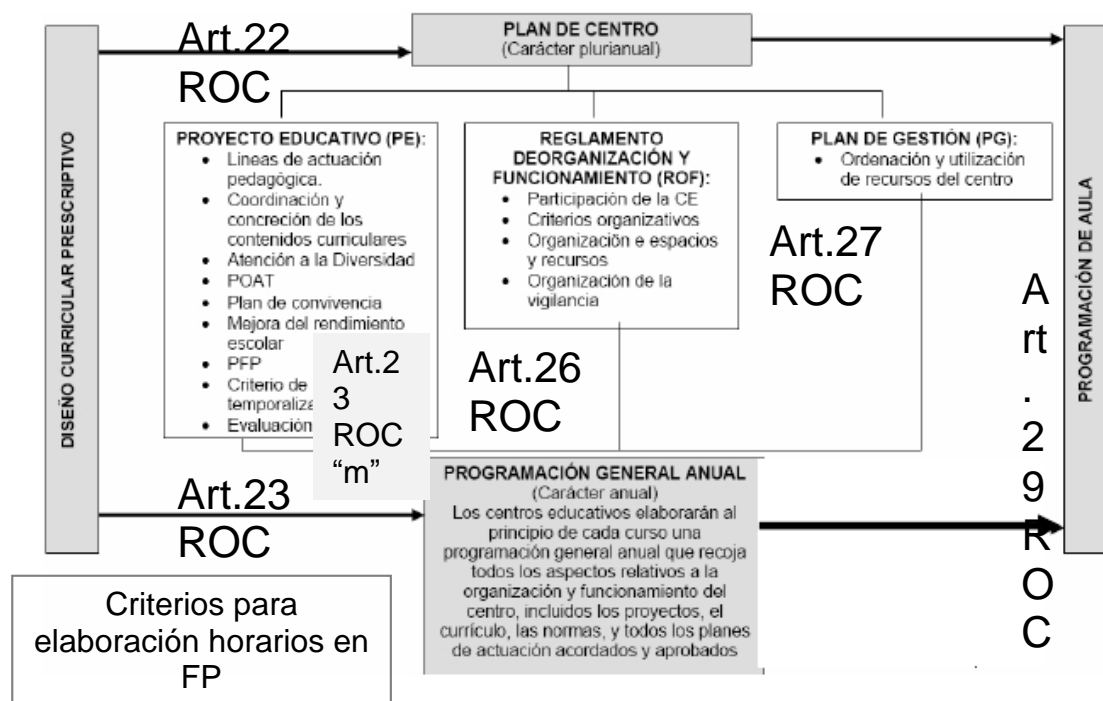 Art.22
ROC
PLAN DE CENTRO
(Carácter plurianual)
DISEÑO CURRICULAR PRESCRIPTIVO
PROYECTO EDUCATIVO (PE):
• Lineas de actuación
pedagógica.
• Coordinación y
concreción de los
contenidos curriculares
• Atención a la Diversidad
• POAT
• Plan de convivencia
• Mejora del rendimiento
escolar
• PFP
• Criterio de
• Evaluación
Art.2
3
ROC
“m”
REGLAMENTO
DEORGANIZACIÓN Y
FUNCIONAMIENTO (ROF):
• Participación de la CE
• Criterios organizativos
• Organización e espacios
y recursos
• Organización de la
vigilancia
Art.26
ROC
PLAN DE GESTIÓN (PG):
• Ordenación y utilización
de recursos del centro
Art.27
ROC
A
rt
.
2
9
R
O
C
PROGRAMACIÓN DE AULA
Art.23
ROC
PROGRAMACIÓN GENERAL ANUAL
(Carácter anual)
Los centros educativos elaborarán al
principio de cada curso una
programación general anual que recoja
todos los aspectos relativos a la
organización y funcionamiento del
centro, incluidos los proyectos, el
currículo, las normas, y todos los planes
de actuación acordados y aprobados
Criterios para
elaboración horarios en
FP